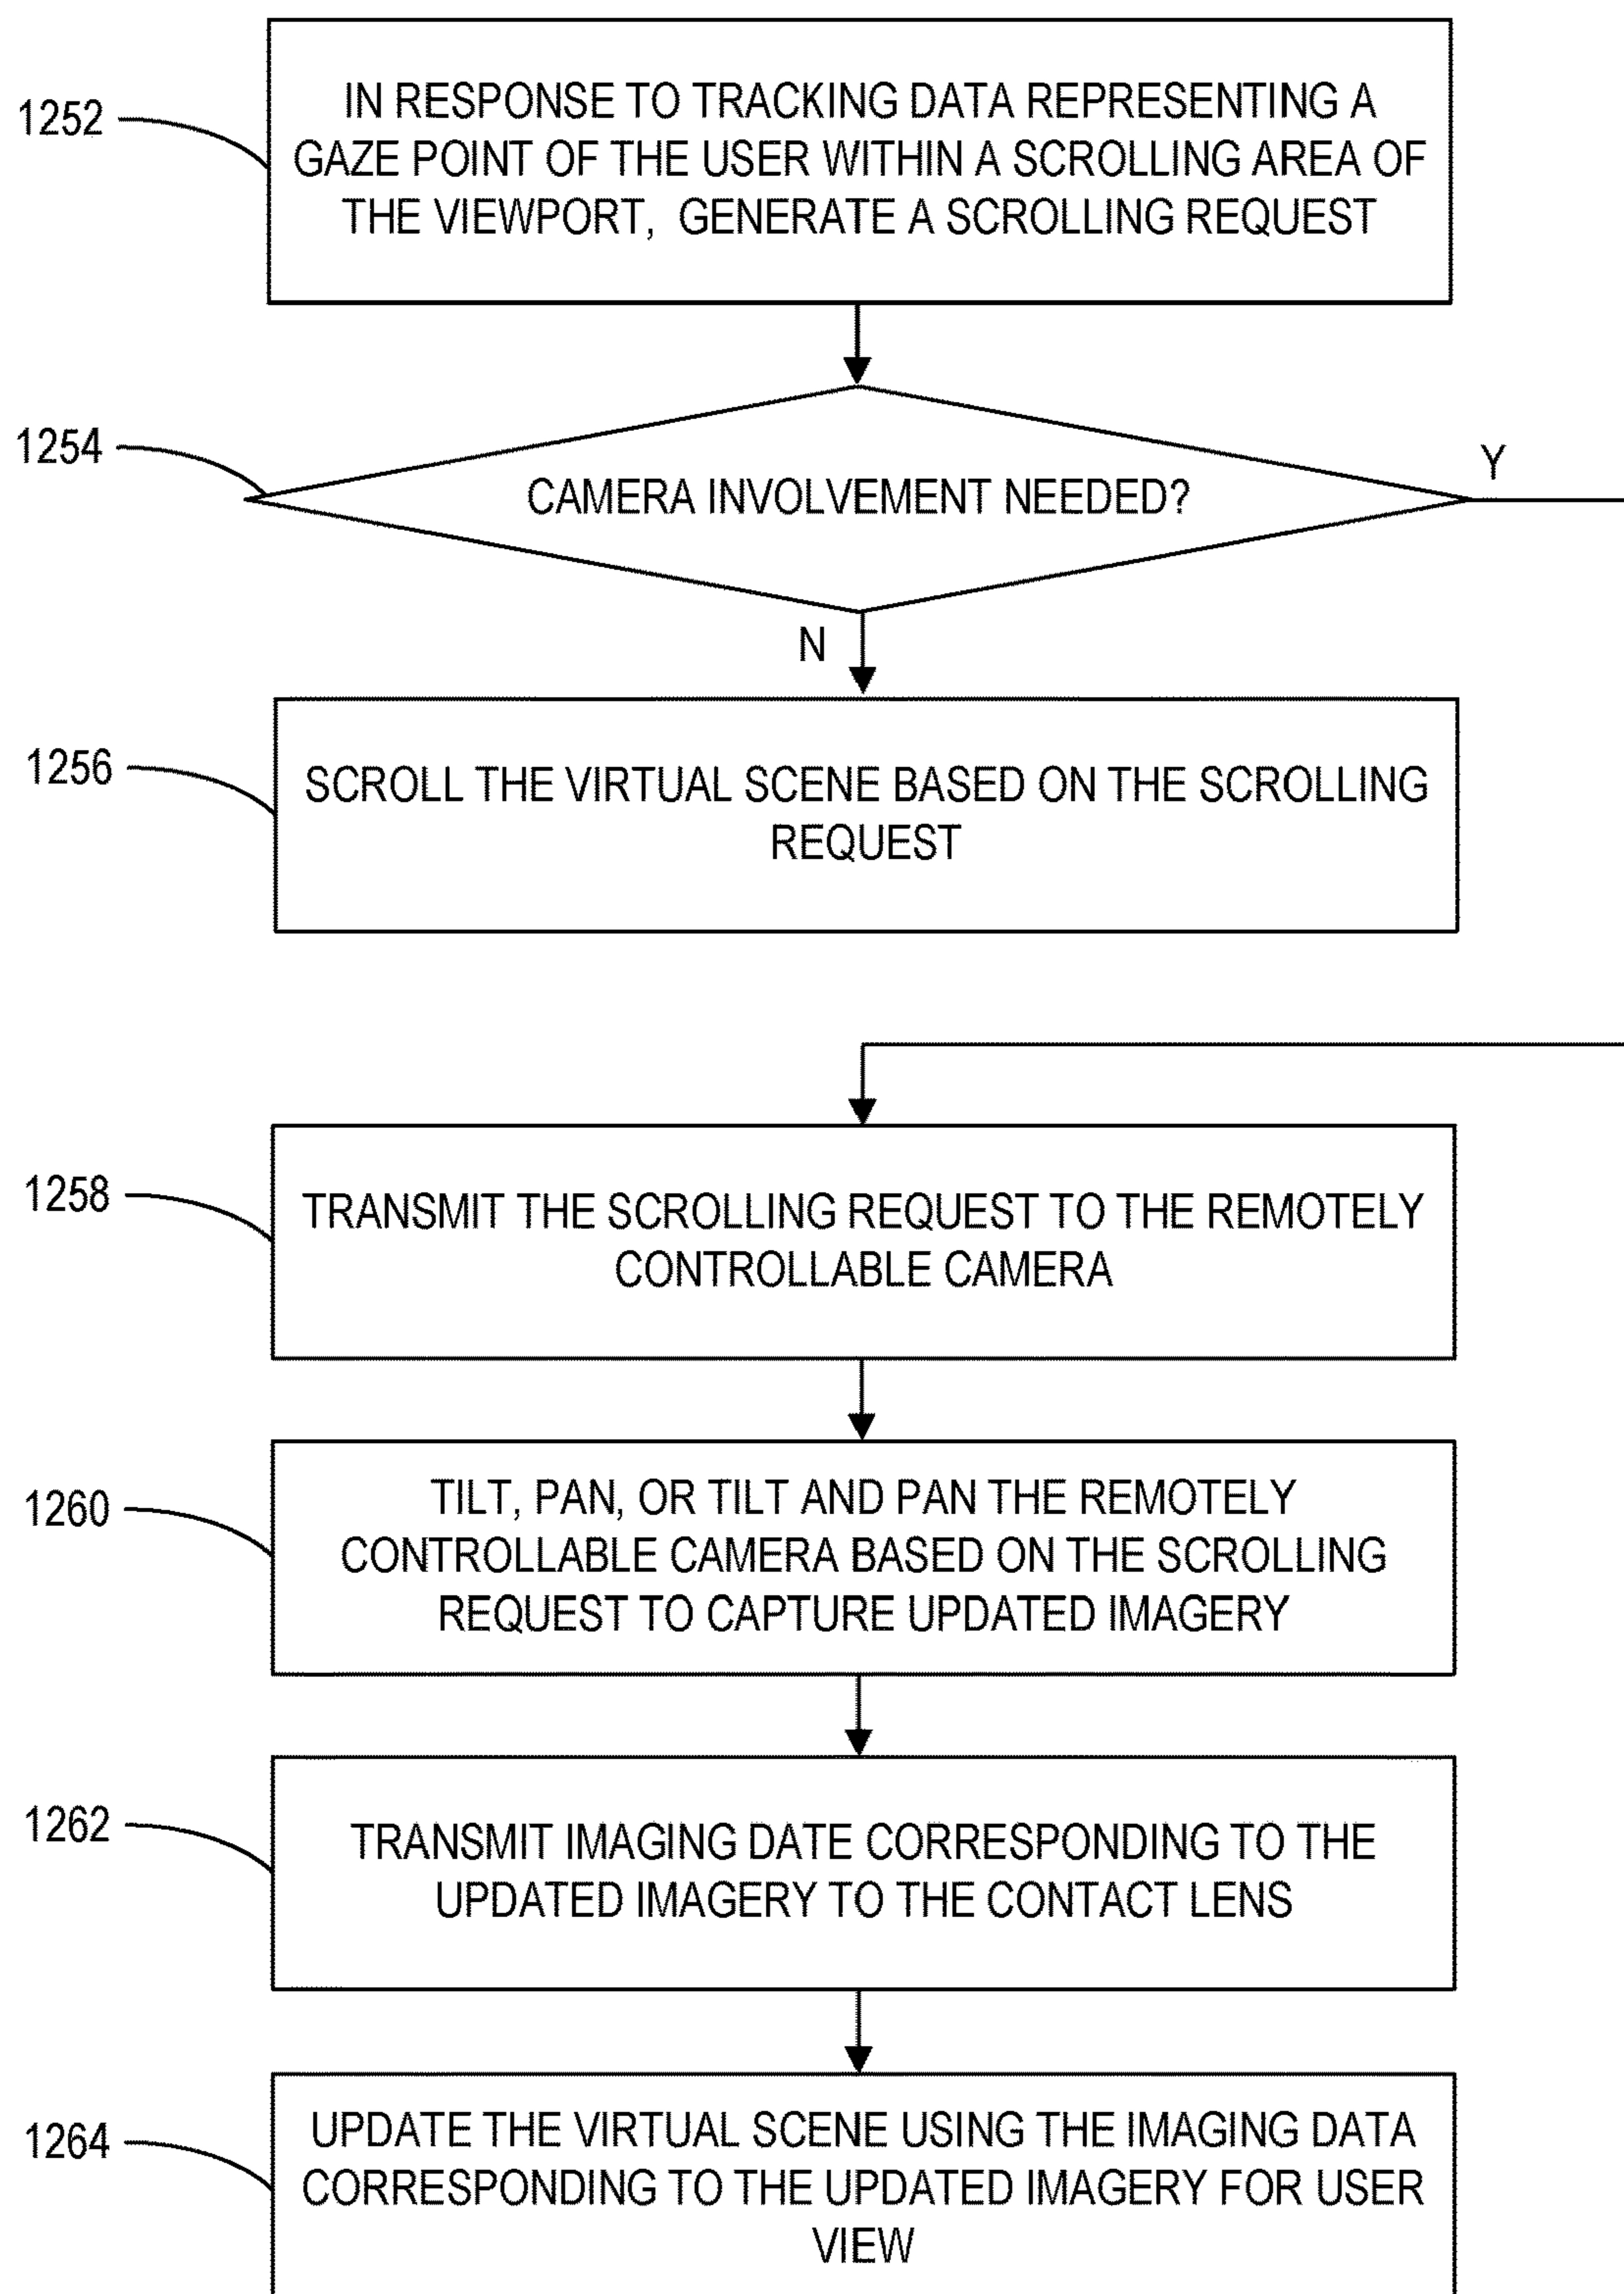 1252
IN RESPONSE TO TRACKING DATA REPRESENTING A
GAZE POINT OF THE USER WITHIN A SCROLLING AREA OF
THE VIEWPORT, GENERATE A SCROLLING REQUEST
1254
CAMERA INVOLVEMENT NEEDED?
Y
N
1256
SCROLL THE VIRTUAL SCENE BASED ON THE SCROLLING
REQUEST
1258
TRANSMIT THE SCROLLING REQUEST TO THE REMOTELY
CONTROLLABLE CAMERA
1260
TILT, PAN, OR TILT AND PAN THE REMOTELY
CONTROLLABLE CAMERA BASED ON THE SCROLLING
REQUEST TO CAPTURE UPDATED IMAGERY
1262
TRANSMIT IMAGING DATE CORRESPONDING TO THE
UPDATED IMAGERY TO THE CONTACT LENS
1264
UPDATE THE VIRTUAL SCENE USING THE IMAGING DATA
CORRESPONDING TO THE UPDATED IMAGERY FOR USER
VIEW